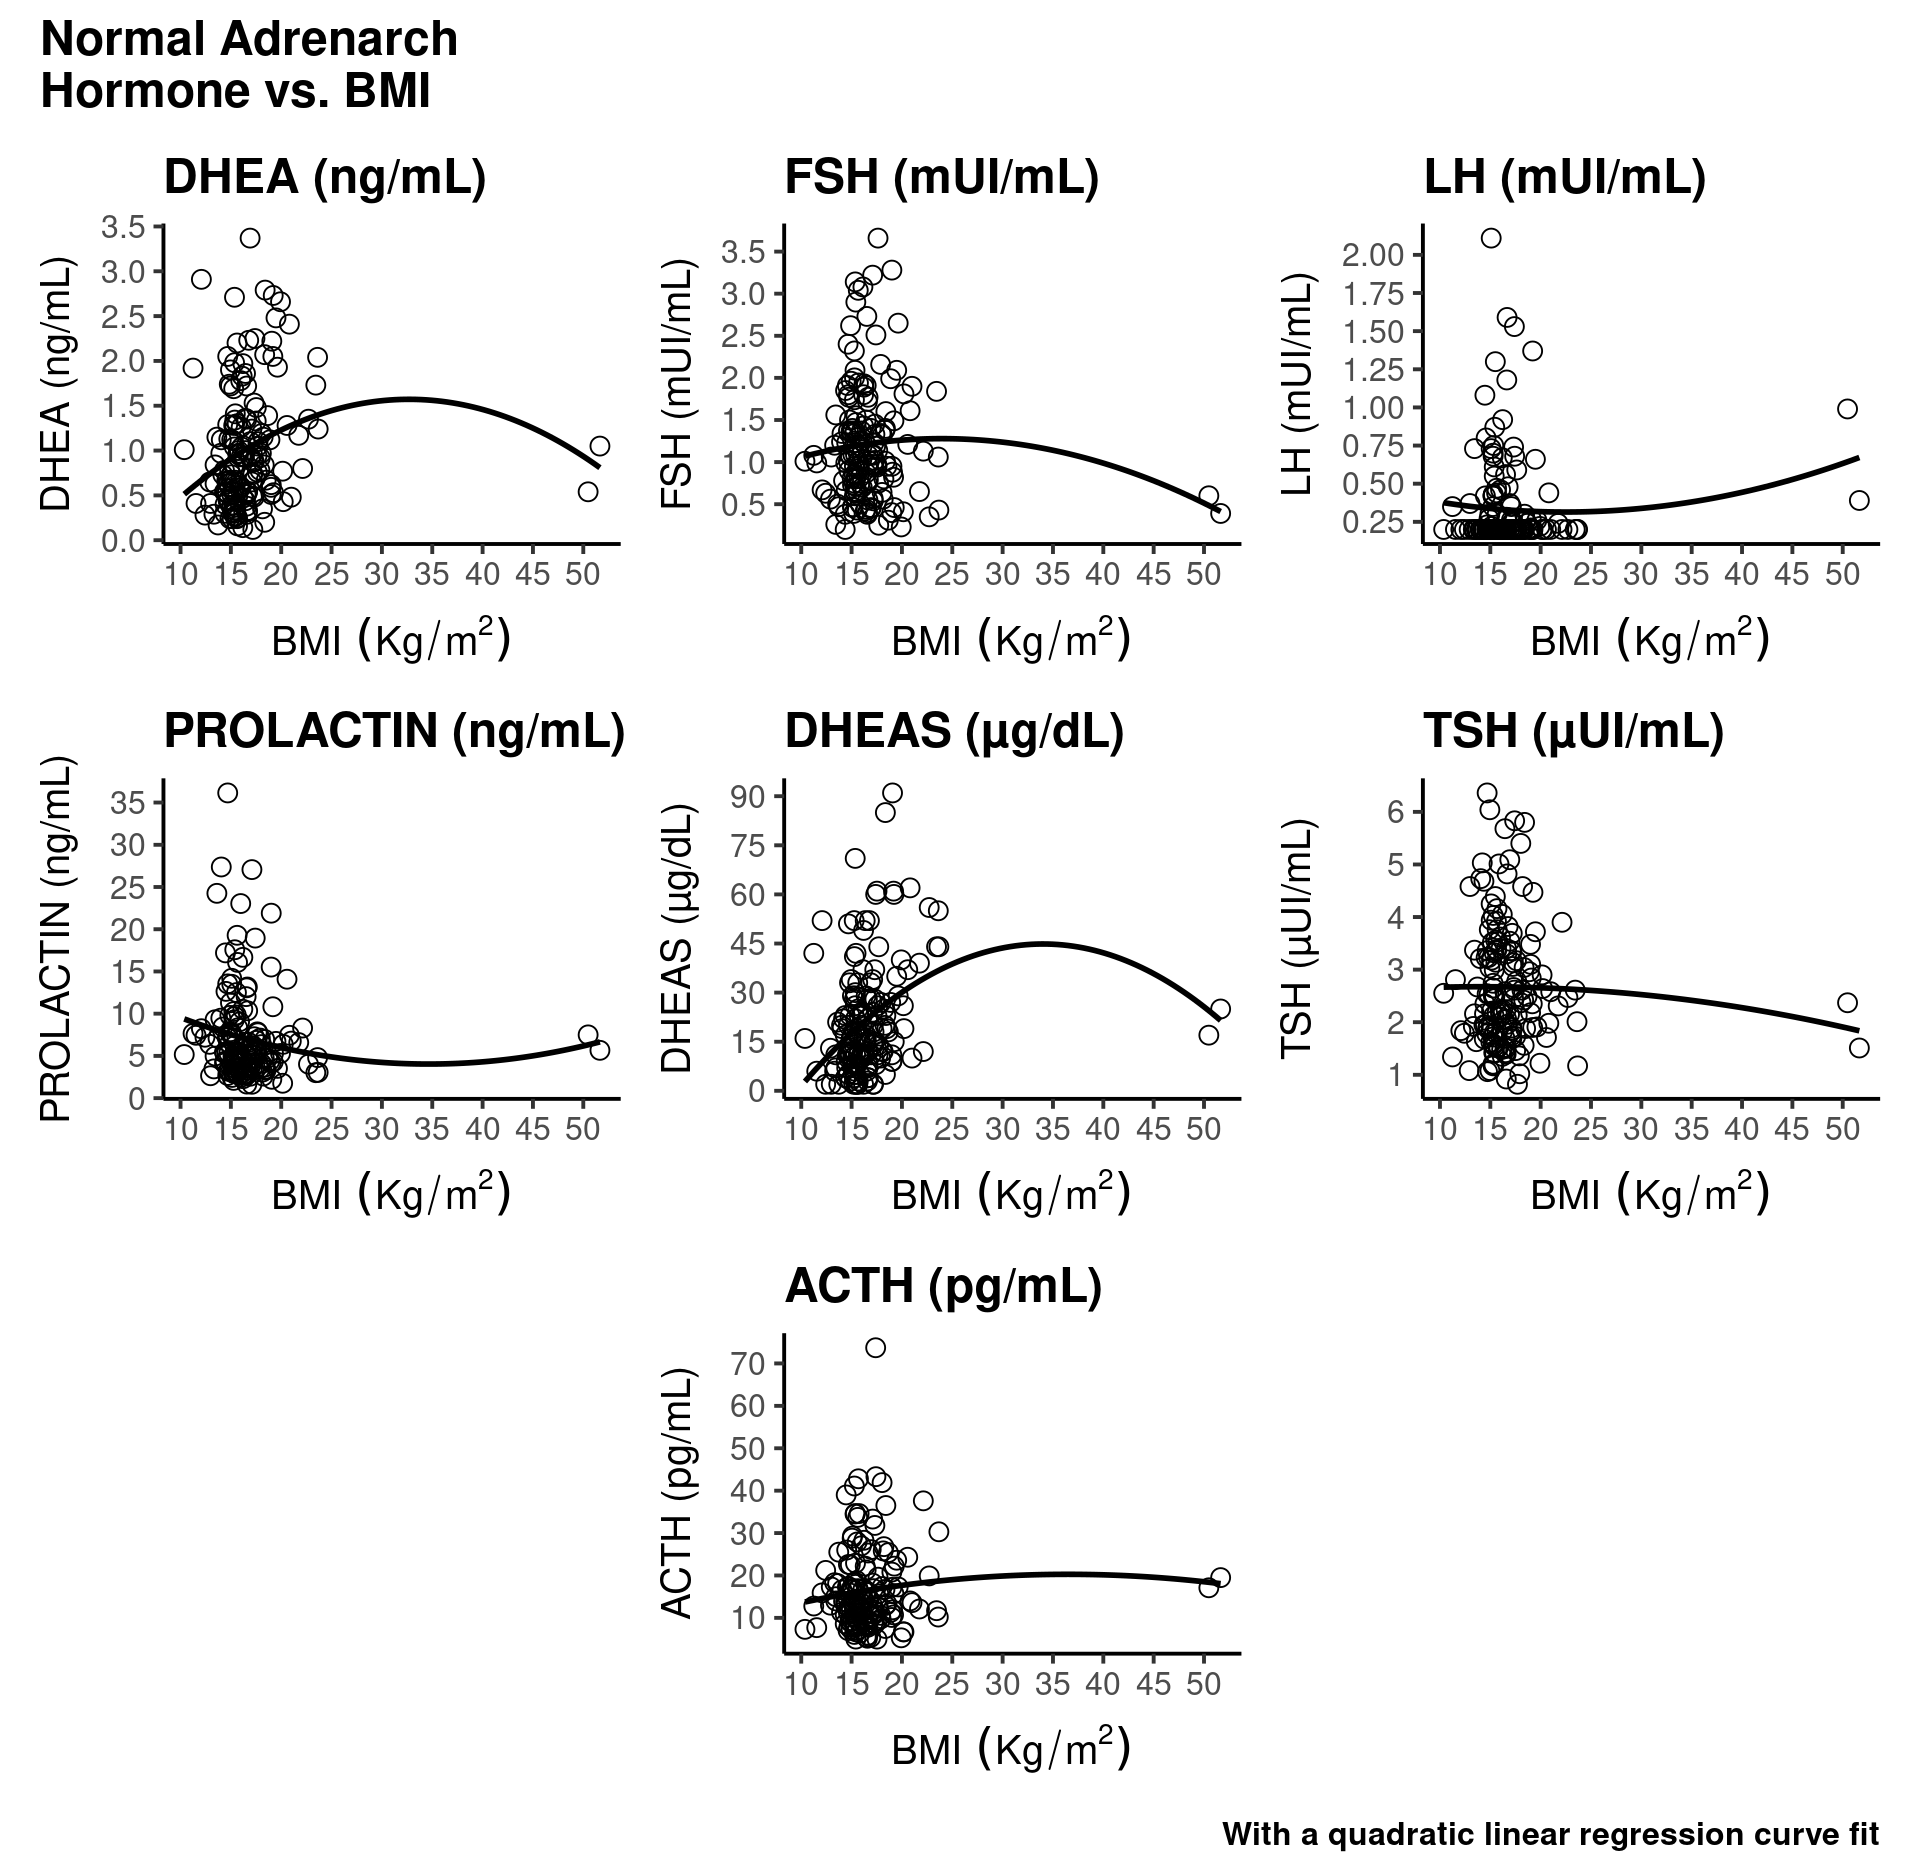 Normal Adrenarch
Hormone vs. BMI
DHEA (ng/mL)
DHEA (ng/mL)
3.5
3.0
2.5
2.0
1.5
1.0
0.5
0.0
10 15 20 25 30 35 40 45 50
BMI (Kg/m²)
FSH (mUI/mL)
FSH (mUI/mL)
3.5
3.0
2.5
2.0
1.5
1.0
0.5
10 15 20 25 30 35 40 45 50
BMI (Kg/m²)
LH (mUI/mL)
LH (mUI/mL)
2.00
1.75
1.50
1.25
1.00
0.75
0.50
0.25
10 15 20 25 30 35 40 45 50
BMI (Kg/m²)
PROLACTIN (ng/mL)
PROLACTIN (ng/mL)
35
30
25
20
15
10
5
0
10 15 20 25 30 35 40 45 50
BMI (Kg/m²)
DHEAS (µg/dL)
DHEAS (µg/dL)
90
75
60
45
30
15
0
10 15 20 25 30 35 40 45 50
BMI (Kg/m²)
TSH (µUI/mL)
TSH (µUI/mL)
6
5
4
3
2
1
10 15 20 25 30 35 40 45 50
BMI (Kg/m²)
ACTH (pg/mL)
ACTH (pg/mL)
70
60
50
40
30
20
10
10 15 20 25 30 35 40 45 50
BMI (Kg/m²)
With a quadratic linear regression curve fit